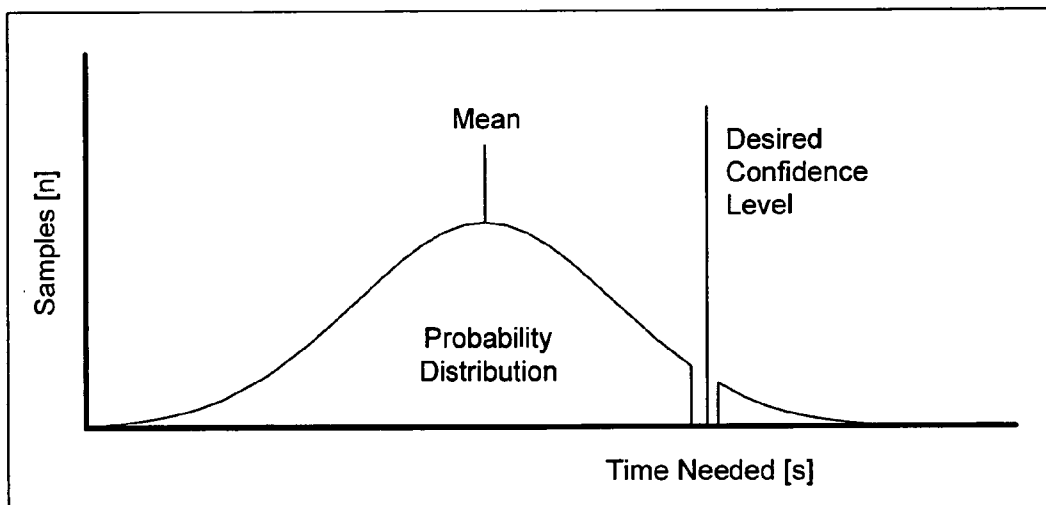 Mean
Desired
Confidence
Level
Samples [n]
Probability
Distribution
Time Needed [s]